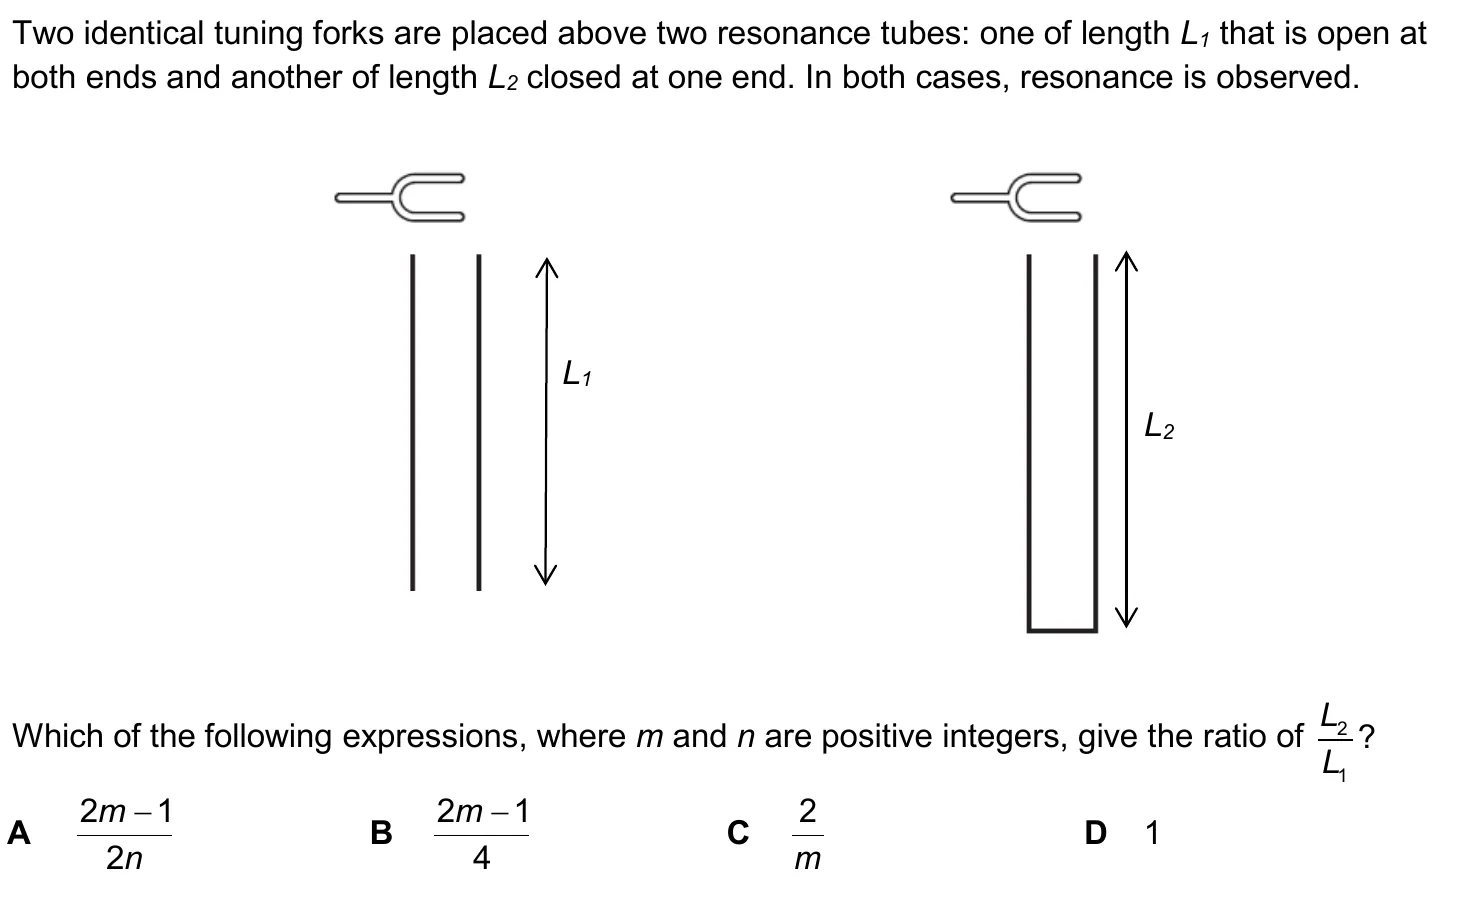 Two identical tuning forks are placed above two resonance tubes: one of length L₁ that is open at
both ends and another of length L₂ closed at one end. In both cases, resonance is observed.
L₁
L₂
Which of the following expressions, where m and n are positive integers, give the ratio of L₂/L₁?
A (2m – 1)/(2n) B (2m – 1)/4 C 2/m D 1